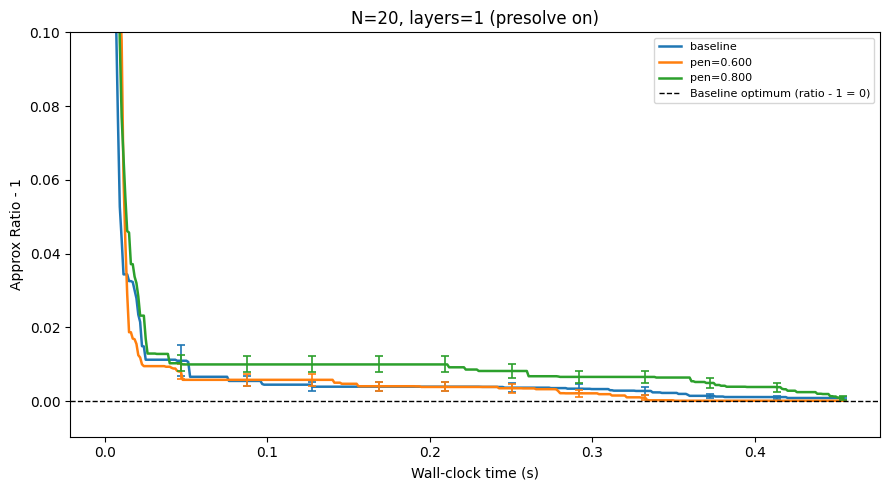 N=20, layers=1 (presolve on)
baseline
pen=0.600
pen=0.800
Baseline optimum (ratio - 1 = 0)
Approx Ratio - 1
0.10
0.08
0.06
0.04
0.02
0.00
0.0
0.1
0.2
0.3
0.4
Wall-clock time (s)